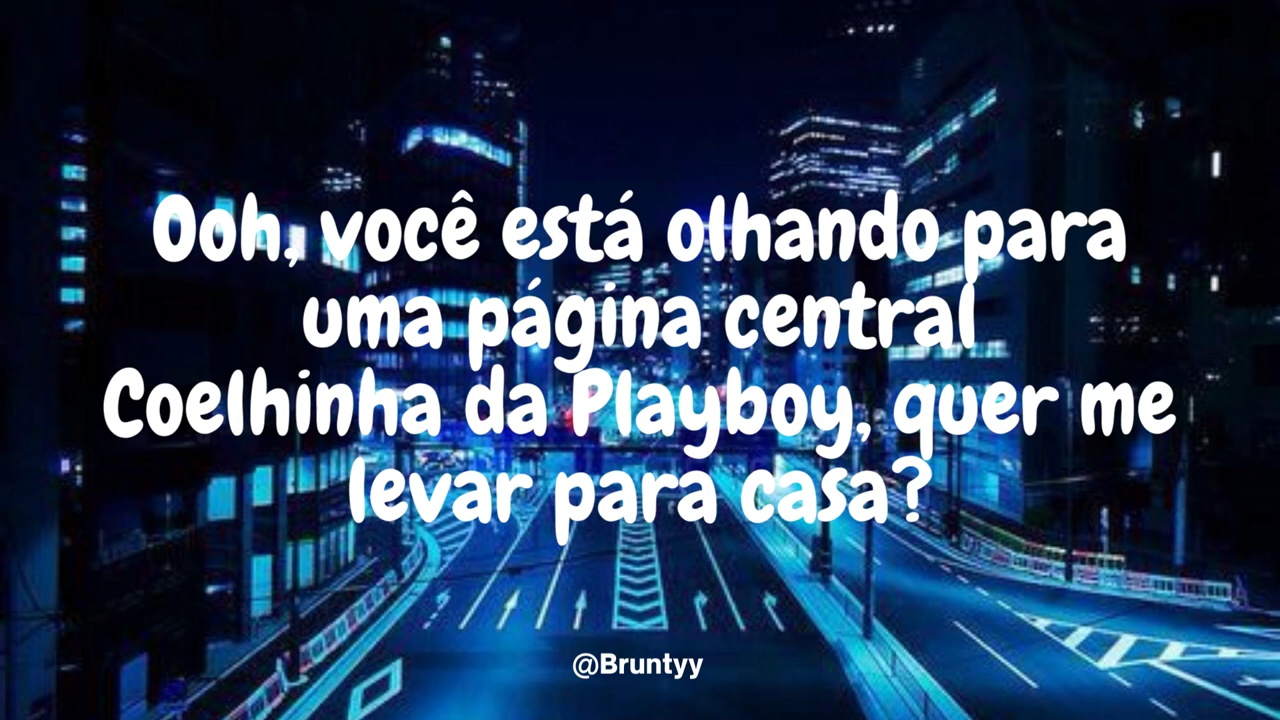 Ooh, você está olhando para
uma página central
Coelhinha da Playboy, quer me
levar para casa?
@Bruntyy